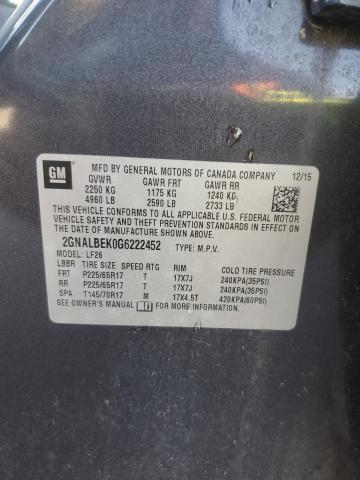 GM
MFD BY GENERAL MOTORS OF CANADA COMPANY 12/15
GVWR GAWR FRT GAWR RR
2250 KG 1175 KG 1240 KG
4960 LB 2590 LB 2733 LB
THIS VEHICLE CONFORMS TO ALL APPLICABLE U.S. FEDERAL MOTOR
VEHICLE SAFETY AND THEFT PREVENTION STANDARDS IN EFFECT ON
THE DATE OF MANUFACTURE SHOWN ABOVE.
2GNALBEK0G6222452 TYPE: M.P.V.
MODEL: LF26
LBBR TIRE SIZE SPEED RTG RIM COLD TIRE PRESSURE
FRT P225/65R17 T 17X7J 240KPA(35PSI)
RR P225/65R17 T 17X7J 240KPA(35PSI)
SPA T145/70R17 M 17X4.5T 420KPA(60PSI)
SEE OWNER'S MANUAL FOR MORE INFORMATION.